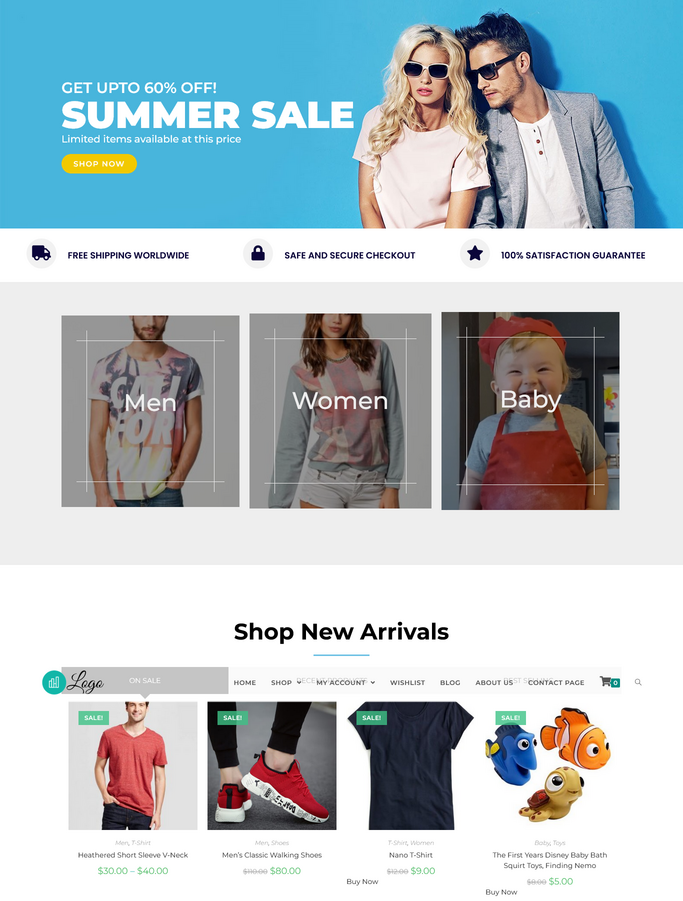 GET UPTO 60% OFF!
SUMMER SALE
Limited items available at this price
SHOP NOW
FREE SHIPPING WORLDWIDE
SAFE AND SECURE CHECKOUT
100% SATISFACTION GUARANTEE
Men
Women
Baby
Shop New Arrivals
Logo
ON SALE
HOME SHOP MY ACCOUNT WISHLIST BLOG ABOUT US CONTACT PAGE 0
SALE! SALE! SALE! SALE!
Men, T-Shirt
Heathered Short Sleeve V-Neck
$30.00 – $40.00
Men, Shoes
Men's Classic Walking Shoes
$110.00 $80.00
T-Shirt, Women
Nano T-Shirt
$12.00 $9.00
Buy Now
Baby, Toys
The First Years Disney Baby Bath
Squirt Toys, Finding Nemo
$8.00 $5.00
Buy Now